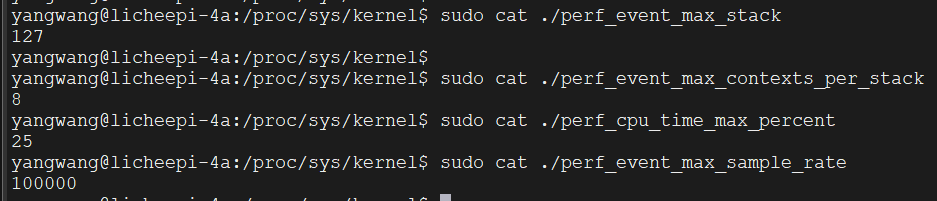 yangwang@licheepi-4a:/proc/sys/kernel$ sudo cat ./perf_event_max_stack
127
yangwang@licheepi-4a:/proc/sys/kernel$
yangwang@licheepi-4a:/proc/sys/kernel$ sudo cat ./perf_event_max_contexts_per_stack
8
yangwang@licheepi-4a:/proc/sys/kernel$ sudo cat ./perf_cpu_time_max_percent
25
yangwang@licheepi-4a:/proc/sys/kernel$ sudo cat ./perf_event_max_sample_rate
100000